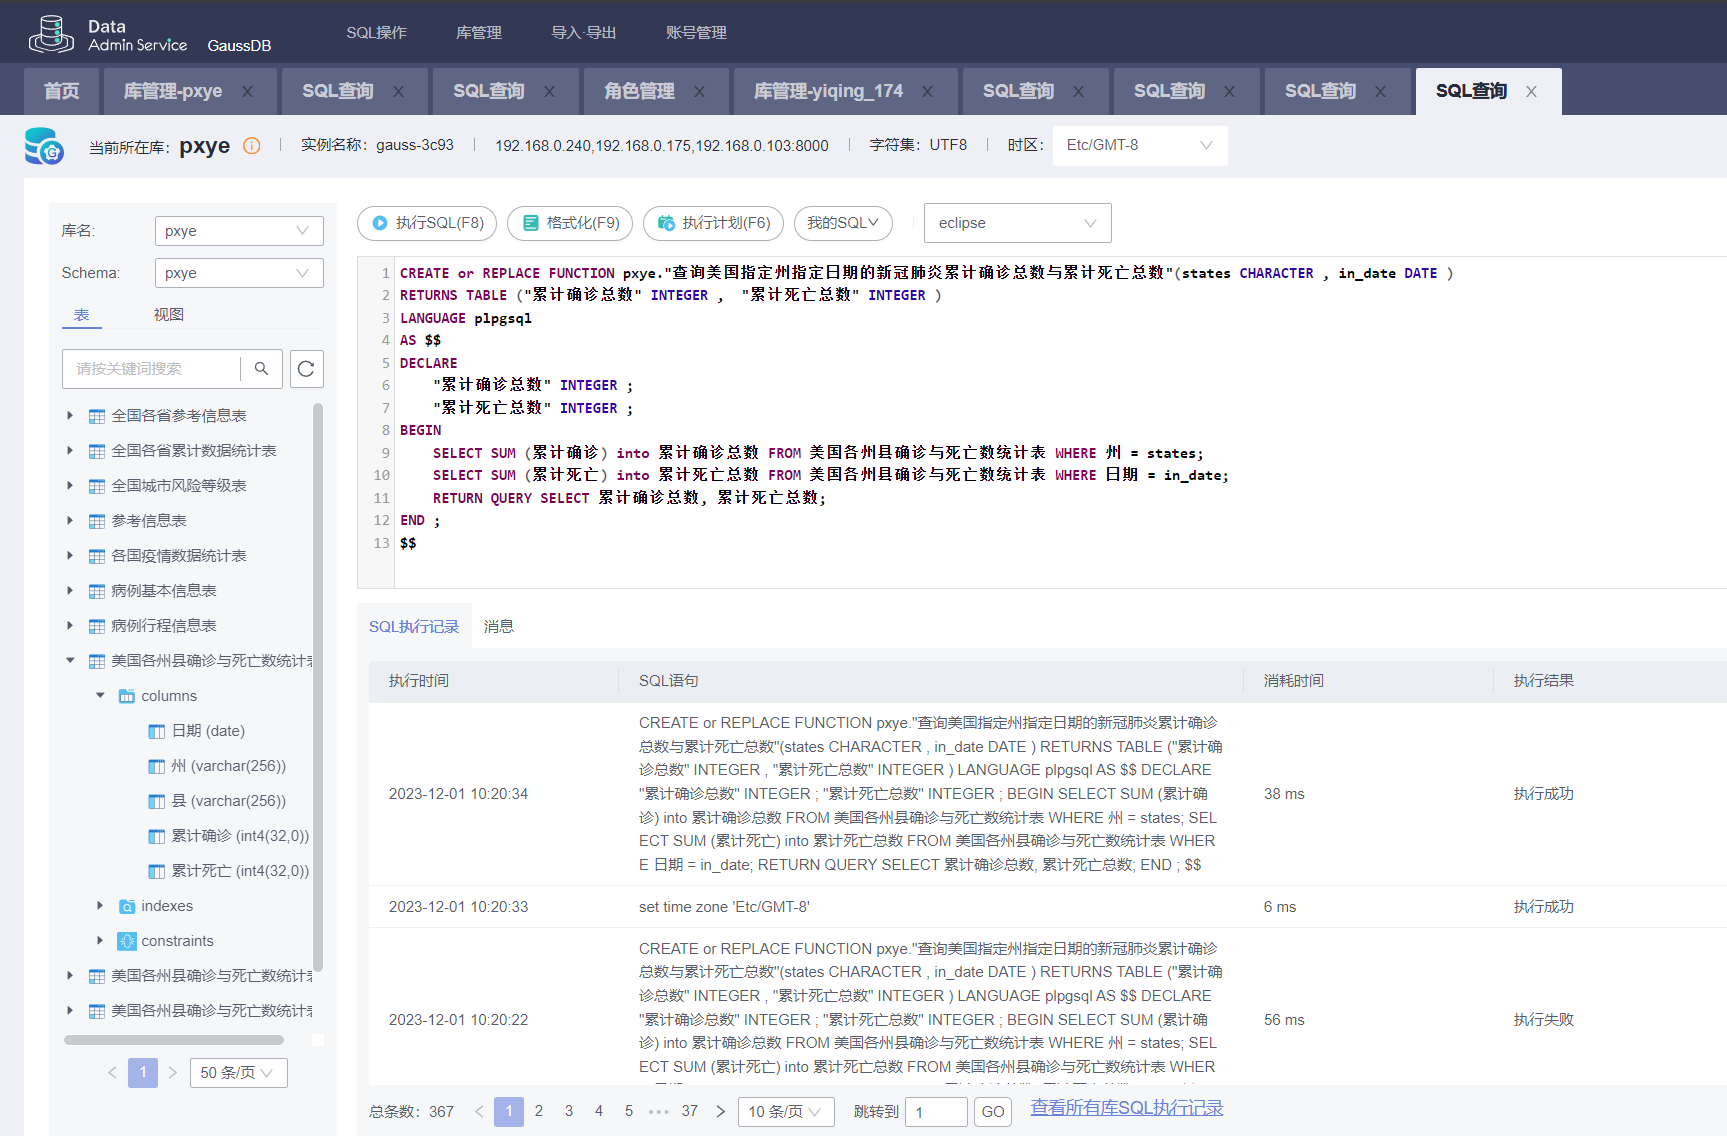 Data
Admin Service
GaussDB
SQL操作
库管理
导入·导出
账号管理
首页
库管理-pxye
SQL查询
SQL查询
角色管理
库管理-yiqing_174
SQL查询
SQL查询
SQL查询
SQL查询
当前所在库: pxye
实例名称: gauss-3c93
192.168.0.240,192.168.0.175,192.168.0.103:8000
字符集: UTF8
时区:
Etc/GMT-8
库名:
pxye
Schema:
pxye
表
视图
请按关键词搜索
全国各省参考信息表
全国各省累计数据统计表
全国城市风险等级表
参考信息表
各国疫情数据统计表
病例基本信息表
病例行程信息表
美国各州县确诊与死亡数统计表
columns
日期 (date)
州 (varchar(256))
县 (varchar(256))
累计确诊 (int4(32,0))
累计死亡 (int4(32,0))
indexes
constraints
美国各州县确诊与死亡数统计表
美国各州县确诊与死亡数统计表
< 1 >
50 条/页
执行SQL(F8)
格式化(F9)
执行计划(F6)
我的SQL
eclipse
1 CREATE or REPLACE FUNCTION pxye."查询美国指定州指定日期的新冠肺炎累计确诊总数与累计死亡总数"(states CHARACTER , in_date DATE )
2 RETURNS TABLE ("累计确诊总数" INTEGER , "累计死亡总数" INTEGER )
3 LANGUAGE plpgsql
4 AS $$
5 DECLARE
6 "累计确诊总数" INTEGER ;
7 "累计死亡总数" INTEGER ;
8 BEGIN
9 SELECT SUM (累计确诊) into 累计确诊总数 FROM 美国各州县确诊与死亡数统计表 WHERE 州 = states;
10 SELECT SUM (累计死亡) into 累计死亡总数 FROM 美国各州县确诊与死亡数统计表 WHERE 日期 = in_date;
11 RETURN QUERY SELECT 累计确诊总数, 累计死亡总数;
12 END ;
13 $$
SQL执行记录
消息
执行时间
SQL语句
消耗时间
执行结果
2023-12-01 10:20:34
CREATE or REPLACE FUNCTION pxye."查询美国指定州指定日期的新冠肺炎累计确诊
总数与累计死亡总数"(states CHARACTER , in_date DATE ) RETURNS TABLE ("累计确
诊总数" INTEGER , "累计死亡总数" INTEGER ) LANGUAGE plpgsql AS $$ DECLARE
"累计确诊总数" INTEGER ; "累计死亡总数" INTEGER ; BEGIN SELECT SUM (累计确
诊) into 累计确诊总数 FROM 美国各州县确诊与死亡数统计表 WHERE 州 = states; SEL
ECT SUM (累计死亡) into 累计死亡总数 FROM 美国各州县确诊与死亡数统计表 WHER
E 日期 = in_date; RETURN QUERY SELECT 累计确诊总数, 累计死亡总数; END ; $$
38 ms
执行成功
2023-12-01 10:20:33
set time zone 'Etc/GMT-8'
6 ms
执行成功
2023-12-01 10:20:22
CREATE or REPLACE FUNCTION pxye."查询美国指定州指定日期的新冠肺炎累计确诊
总数与累计死亡总数"(states CHARACTER , in_date DATE ) RETURNS TABLE ("累计确
诊总数" INTEGER , "累计死亡总数" INTEGER ) LANGUAGE plpgsql AS $$ DECLARE
"累计确诊总数" INTEGER ; "累计死亡总数" INTEGER ; BEGIN SELECT SUM (累计确
诊) into 累计确诊总数 FROM 美国各州县确诊与死亡数统计表 WHERE 州 = states; SEL
ECT SUM (累计死亡) into 累计死亡总数 FROM 美国各州县确诊与死亡数统计表 WHER
56 ms
执行失败
总条数: 367
< 1 2 3 4 5 ••• 37 >
10 条/页
跳转到
1
GO
查看所有库SQL执行记录